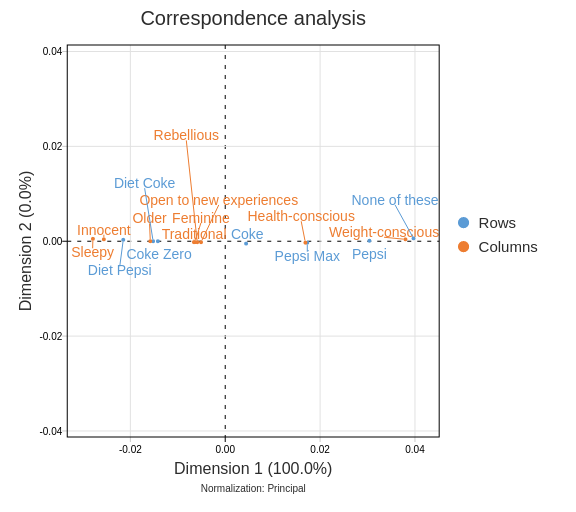 Correspondence analysis
0.04
0.02
Rebellious
Diet Coke
Open to new experiences
None of these
Older
Feminine
Health-conscious
Innocent
Traditional
Coke
Weight-conscious
0.00
Sleepy
Coke Zero
Pepsi Max
Pepsi
Diet Pepsi
-0.02
-0.04
Dimension 2 (0.0%)
-0.02
0.00
0.02
0.04
Dimension 1 (100.0%)
Normalization: Principal
Rows
Columns